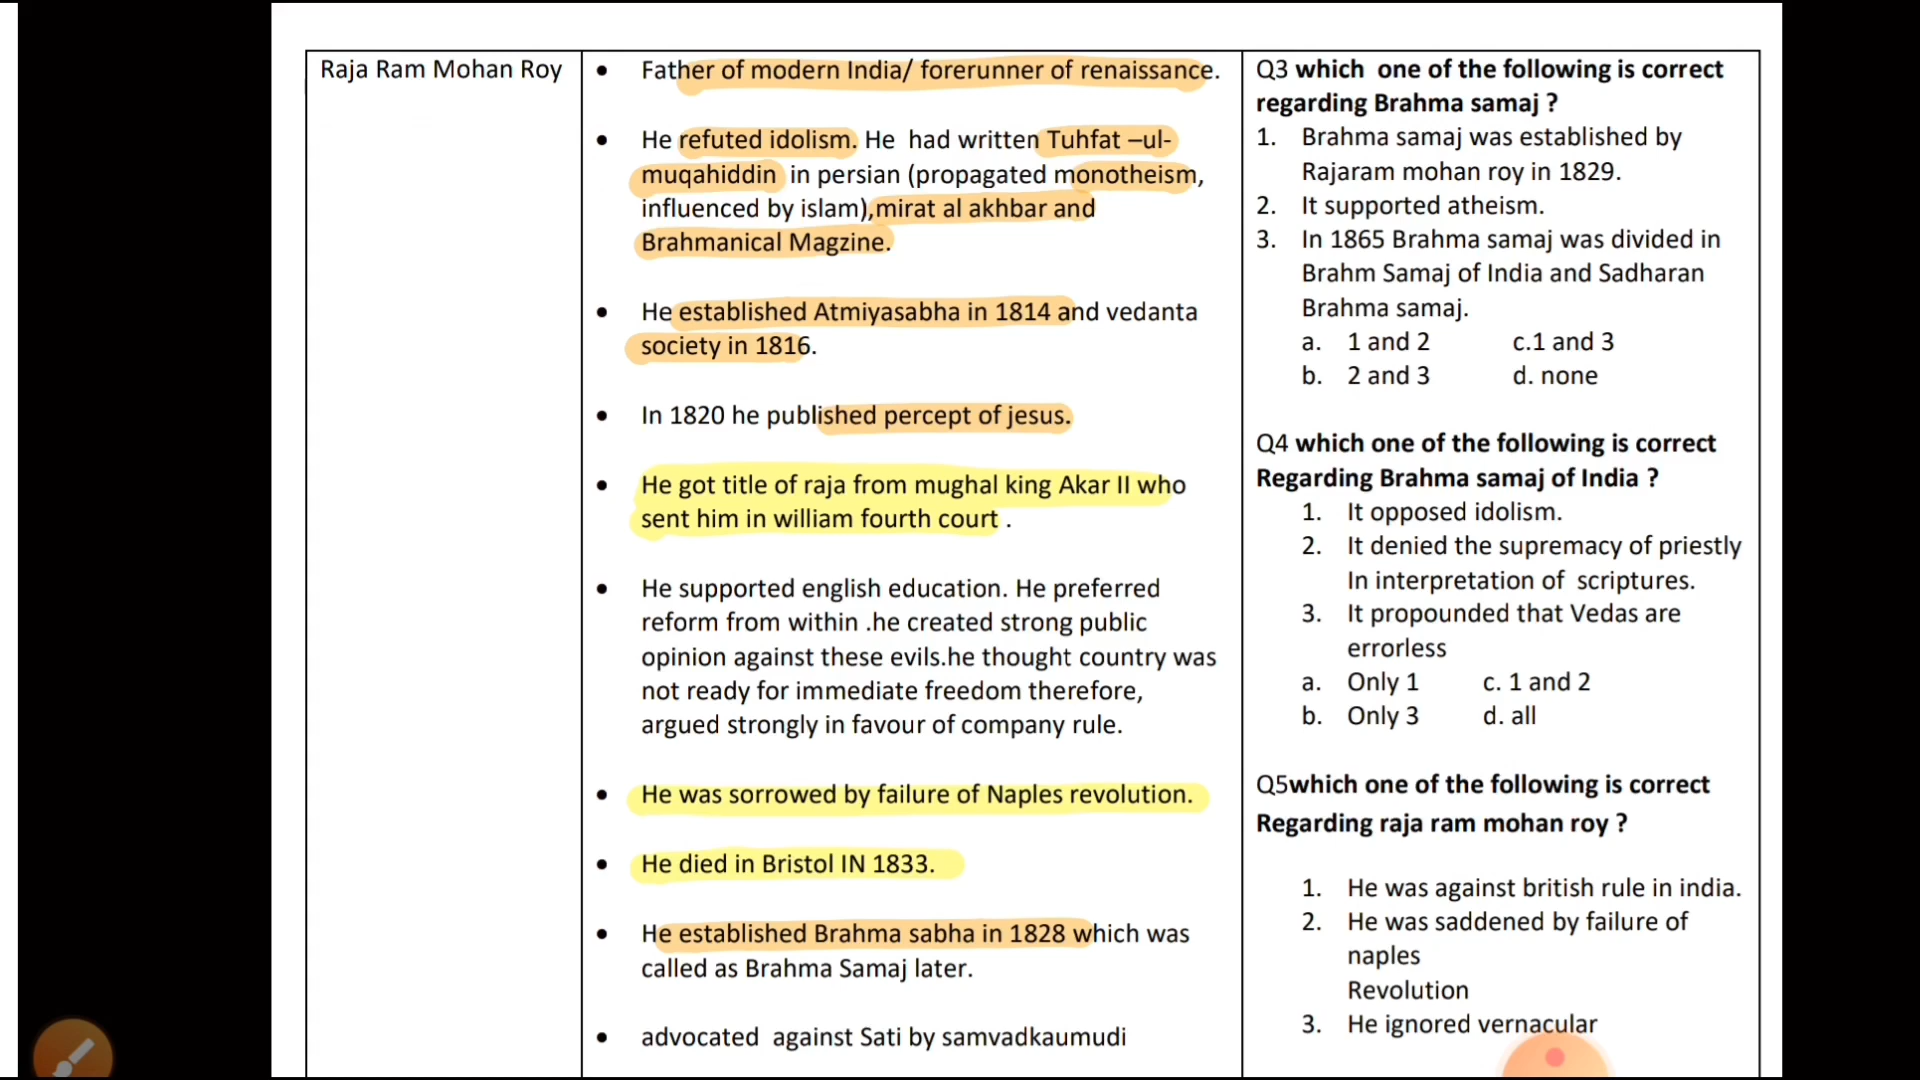 Raja Ram Mohan Roy
• Father of modern India/ forerunner of renaissance.
• He refuted idolism. He had written Tuhfat –ul-
muqahiddin in persian (propagated monotheism,
influenced by islam),mirat al akhbar and
Brahmanical Magzine.
• He established Atmiyasabha in 1814 and vedanta
society in 1816.
• In 1820 he published percept of jesus.
• He got title of raja from mughal king Akar II who
sent him in william fourth court .
• He supported english education. He preferred
reform from within .he created strong public
opinion against these evils.he thought country was
not ready for immediate freedom therefore,
argued strongly in favour of company rule.
• He was sorrowed by failure of Naples revolution.
• He died in Bristol IN 1833.
• He established Brahma sabha in 1828 which was
called as Brahma Samaj later.
• advocated against Sati by samvadkaumudi
Q3 which one of the following is correct
regarding Brahma samaj ?
1. Brahma samaj was established by
Rajaram mohan roy in 1829.
2. It supported atheism.
3. In 1865 Brahma samaj was divided in
Brahm Samaj of India and Sadharan
Brahma samaj.
a. 1 and 2 c.1 and 3
b. 2 and 3 d. none
Q4 which one of the following is correct
Regarding Brahma samaj of India ?
1. It opposed idolism.
2. It denied the supremacy of priestly
In interpretation of scriptures.
3. It propounded that Vedas are
errorless
a. Only 1 c. 1 and 2
b. Only 3 d. all
Q5which one of the following is correct
Regarding raja ram mohan roy ?
1. He was against british rule in india.
2. He was saddened by failure of
naples
Revolution
3. He ignored vernacular